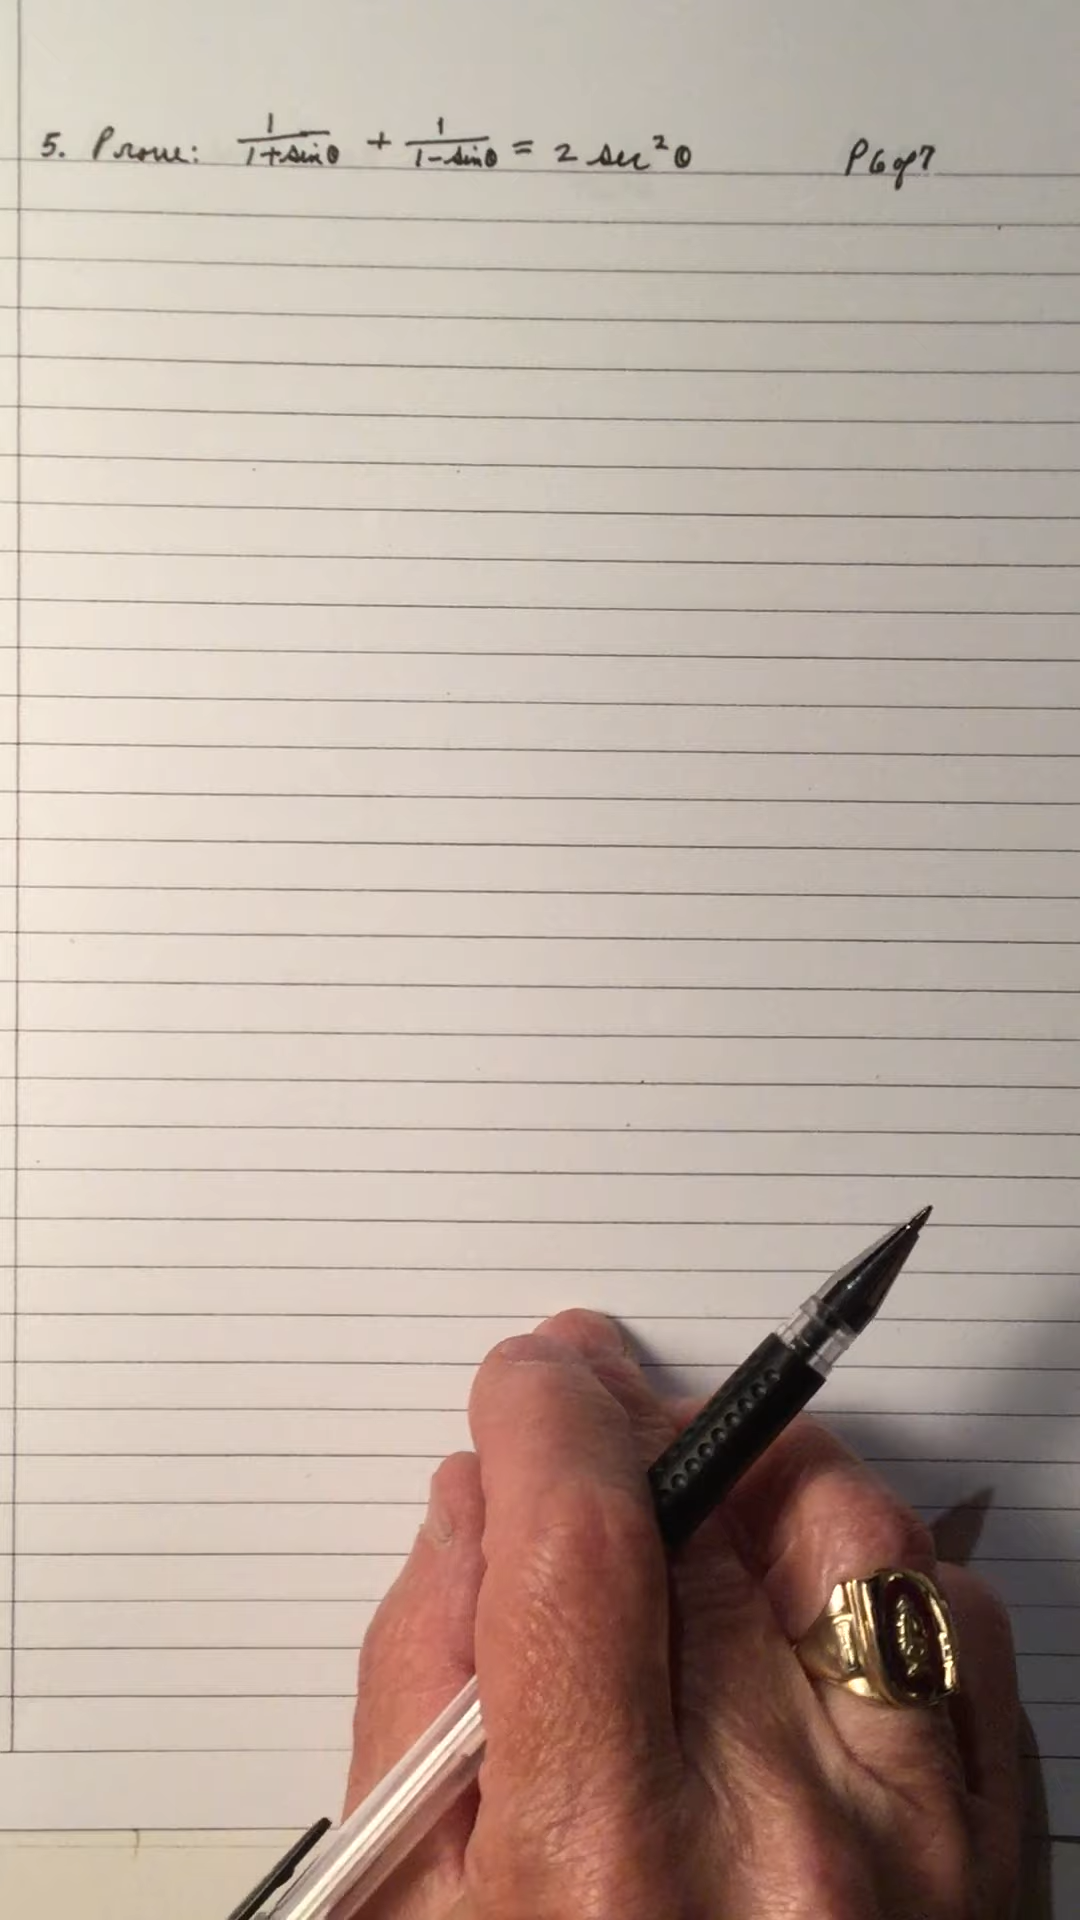 5. Prove: 1/(1+sinθ) + 1/(1-sinθ) = 2 sec²θ P6of7